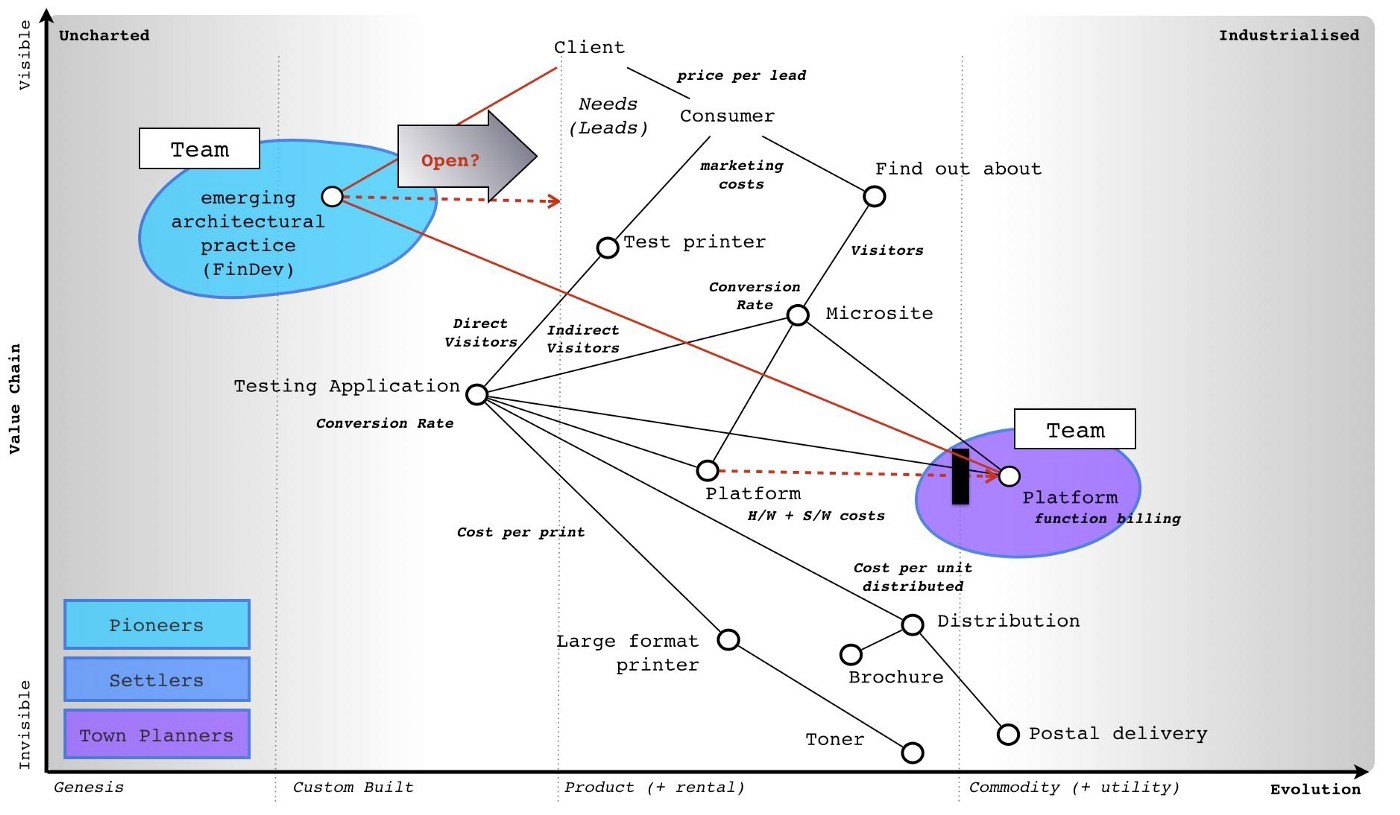 Visible
Uncharted
Industrialised
Client
price per lead
Needs
(Leads)
Consumer
Team
Open?
marketing
costs
Find out about
emerging
architectural
practice
(FinDev)
Test printer
Visitors
Conversion
Rate
Microsite
Direct
Visitors
Indirect
Visitors
Value Chain
Testing Application
Conversion Rate
Team
Platform
H/W + S/W costs
Platform
function billing
Cost per print
Cost per unit
distributed
Pioneers
Settlers
Town Planners
Large format
printer
Distribution
Brochure
Toner
Postal delivery
Invisible
Genesis
Custom Built
Product (+ rental)
Commodity (+ utility)
Evolution